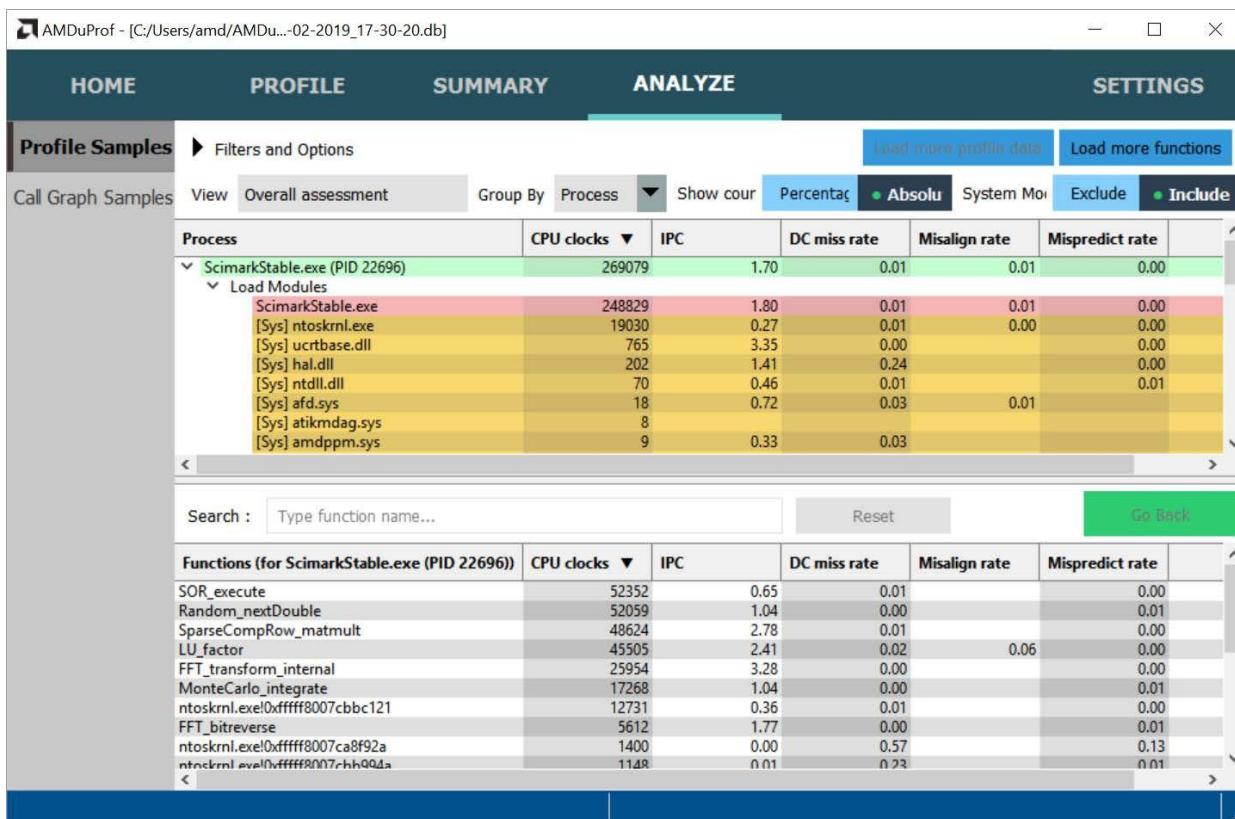 AMDuProf - [C:/Users/amd/AMDu...-02-2019_17-30-20.db]
HOME PROFILE SUMMARY ANALYZE SETTINGS
Profile Samples
Call Graph Samples
Filters and Options Load more profile data Load more functions
View Overall assessment Group By Process Show cour Percentag Absolu System Mo Exclude Include
Process CPU clocks IPC DC miss rate Misalign rate Mispredict rate
ScimarkStable.exe (PID 22696) 269079 1.70 0.01 0.01 0.00
Load Modules
ScimarkStable.exe 248829 1.80 0.01 0.01 0.00
[Sys] ntoskrnl.exe 19030 0.27 0.01 0.00 0.00
[Sys] ucrtbase.dll 765 3.35 0.00 0.00
[Sys] hal.dll 202 1.41 0.24 0.00
[Sys] ntdll.dll 70 0.46 0.01 0.01
[Sys] afd.sys 18 0.72 0.03 0.01
[Sys] atikmdag.sys 8
[Sys] amdppm.sys 9 0.33 0.03
Search : Type function name... Reset Go Back
Functions (for ScimarkStable.exe (PID 22696)) CPU clocks IPC DC miss rate Misalign rate Mispredict rate
SOR_execute 52352 0.65 0.01 0.00
Random_nextDouble 52059 1.04 0.00 0.01
SparseCompRow_matmult 48624 2.78 0.01 0.00
LU_factor 45505 2.41 0.02 0.06 0.00
FFT_transform_internal 25954 3.28 0.00 0.00
MonteCarlo_integrate 17268 1.04 0.00 0.01
ntoskrnl.exe!0xfffff8007cbbc121 12731 0.36 0.01 0.00
FFT_bitreverse 5612 1.77 0.00 0.01
ntoskrnl.exe!0xfffff8007ca8f92a 1400 0.00 0.57 0.13
ntoskrnl.exe!0xfffff8007cbb994a 1148 0.01 0.23 0.01